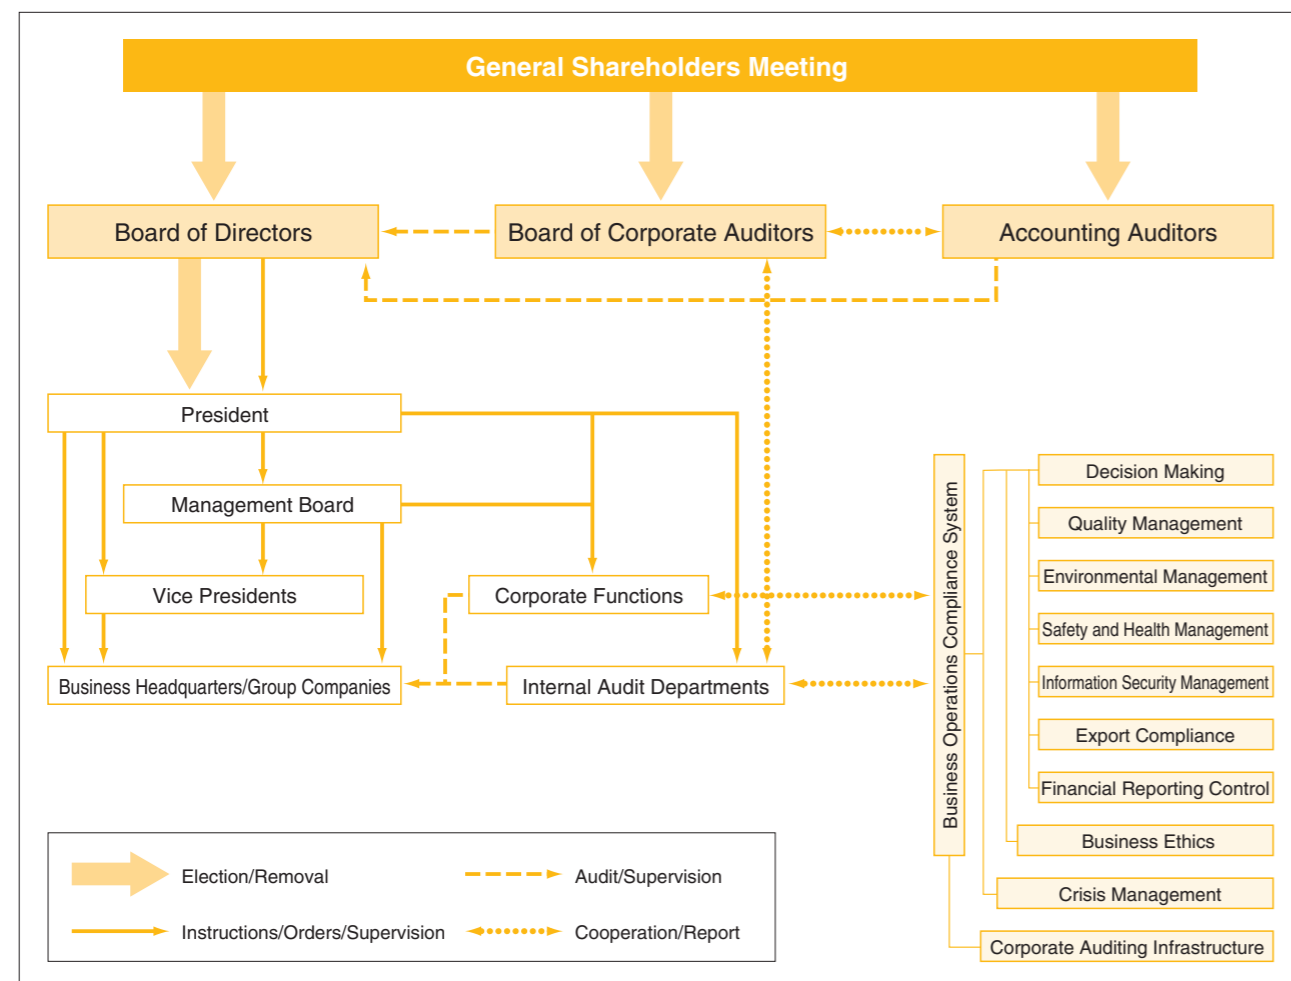 General Shareholders Meeting
Board of Directors
Board of Corporate Auditors
Accounting Auditors
President
Management Board
Vice Presidents
Corporate Functions
Business Headquarters/Group Companies
Internal Audit Departments
Business Operations Compliance System
Decision Making
Quality Management
Environmental Management
Safety and Health Management
Information Security Management
Export Compliance
Financial Reporting Control
Business Ethics
Crisis Management
Corporate Auditing Infrastructure
Election/Removal
Audit/Supervision
Instructions/Orders/Supervision
Cooperation/Report